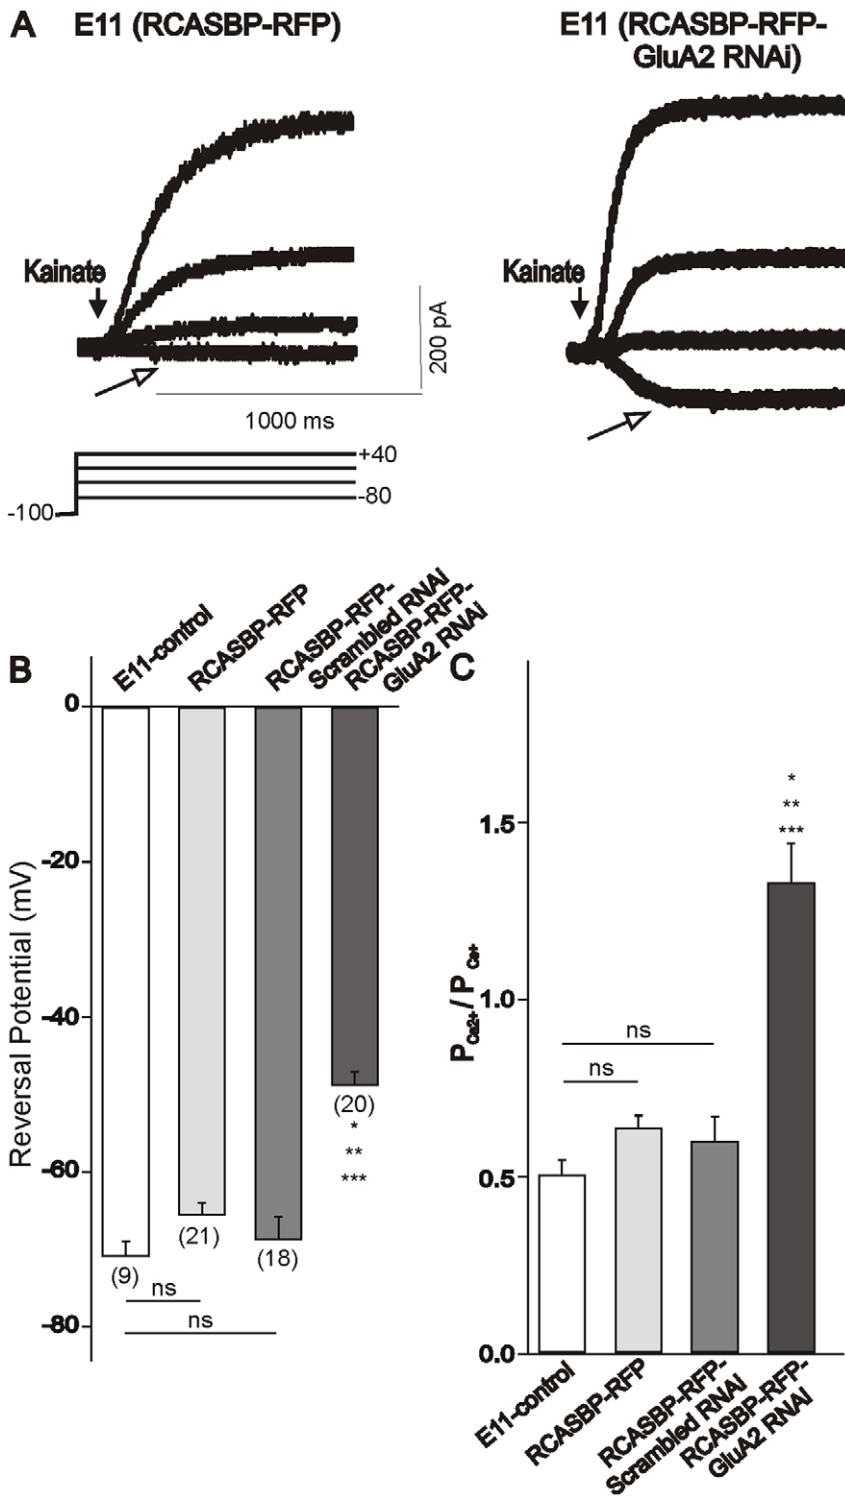 A
E11 (RCASBP-RFP)
E11 (RCASBP-RFP-
GluA2 RNAi)
Kainate
Kainate
200 pA
1000 ms
+40
-80
-100
B
E11-control
RCASBP-RFP
RCASBP-RFP-
Scrambled RNAi
RCASBP-RFP-
GluA2 RNAi
Reversal Potential (mV)
0
-20
-40
-60
-80
(9)
(21)
(18)
(20)
*
**
***
ns
ns
C
PCa2+/ PCs+
1.5
1.0
0.5
0.0
ns
ns
*
**
***
E11-control
RCASBP-RFP
RCASBP-RFP-
Scrambled RNAi
RCASBP-RFP-
GluA2 RNAi